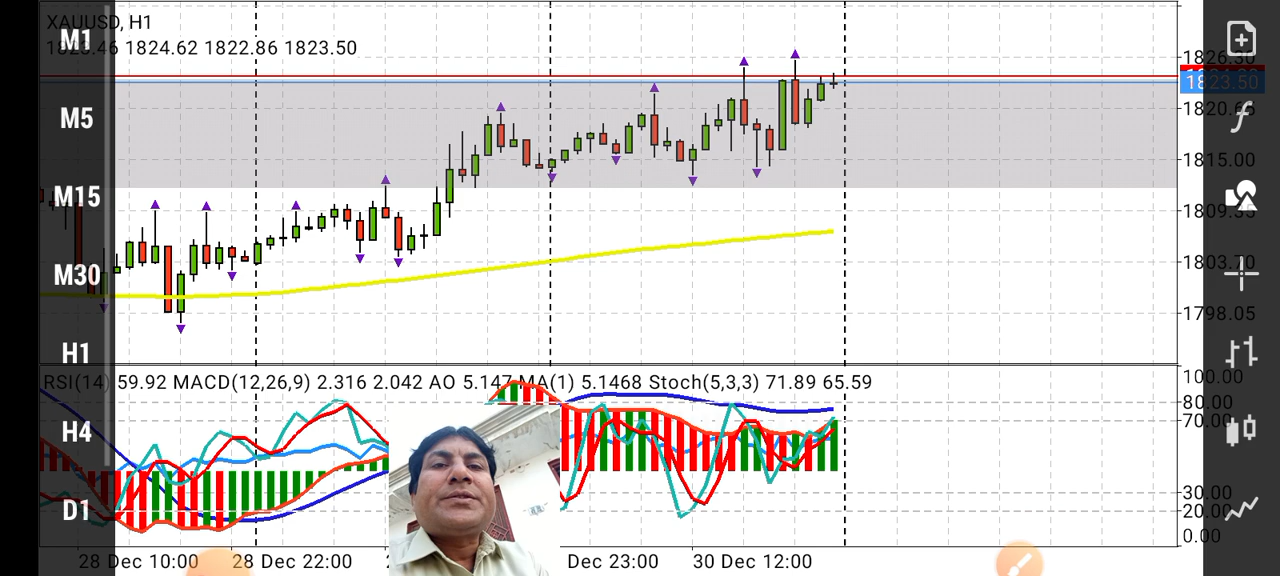 XAUUSD, H1
M1
1823.46 1824.62 1822.86 1823.50
1826.30
1823.50
M5
1820.65
1815.00
M15
1809.35
M30
1803.70
1798.05
H1
RSI(14) 59.92 MACD(12,26,9) 2.316 2.042 AO 5.147 MA(1) 5.1468 Stoch(5,3,3) 71.89 65.59
100.00
80.00
70.00
H4
30.00
D1
20.00
0.00
28 Dec 10:00 28 Dec 22:00 Dec 23:00 30 Dec 12:00
f